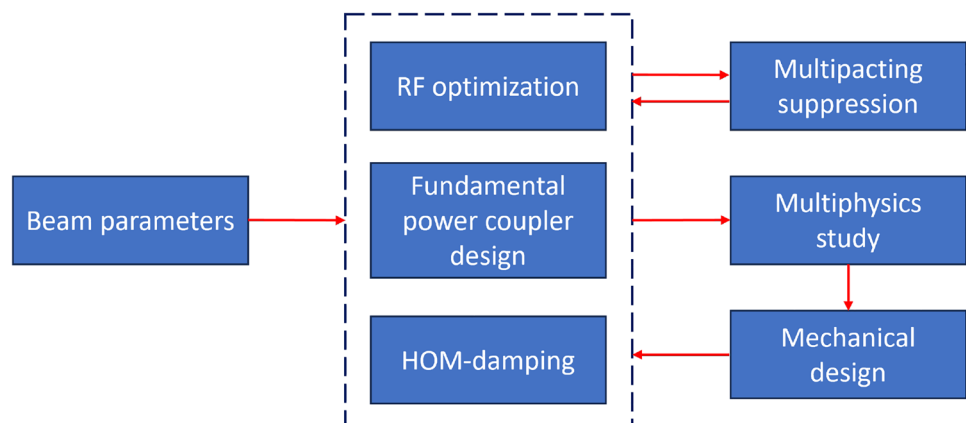 RF optimization
Multipacting
suppression
Beam parameters
Fundamental
power coupler
design
Multiphysics
study
HOM-damping
Mechanical
design